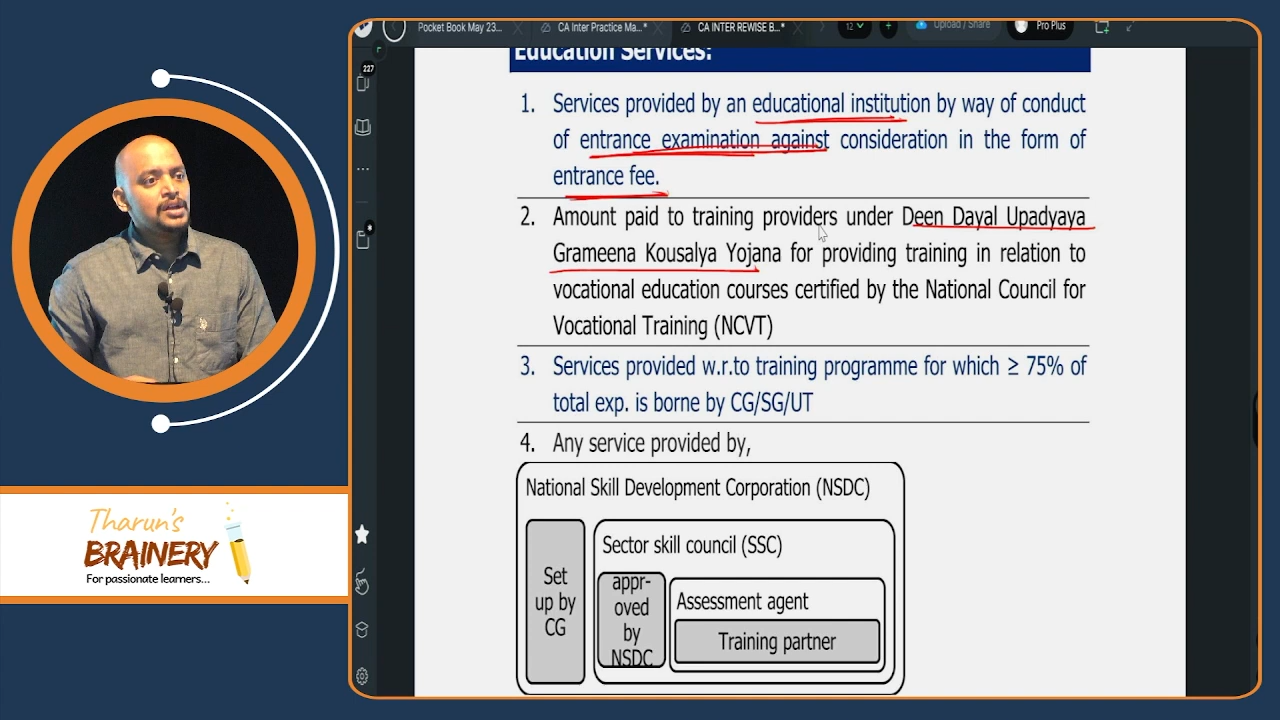 Pocket Book May 23...
CA Inter Practice Ma...*
CA INTER REWISE B...*
12
Upload / Share
Pro Plus
227
Education Services:
1. Services provided by an educational institution by way of conduct
of entrance examination against consideration in the form of
entrance fee.
2. Amount paid to training providers under Deen Dayal Upadyaya
Grameena Kousalya Yojana for providing training in relation to
vocational education courses certified by the National Council for
Vocational Training (NCVT)
3. Services provided w.r.to training programme for which ≥ 75% of
total exp. is borne by CG/SG/UT
4. Any service provided by,
National Skill Development Corporation (NSDC)
Set
up by
CG
Sector skill council (SSC)
appr-
oved
by
NSDC
Assessment agent
Training partner
Tharun's
BRAINERY
For passionate learners...